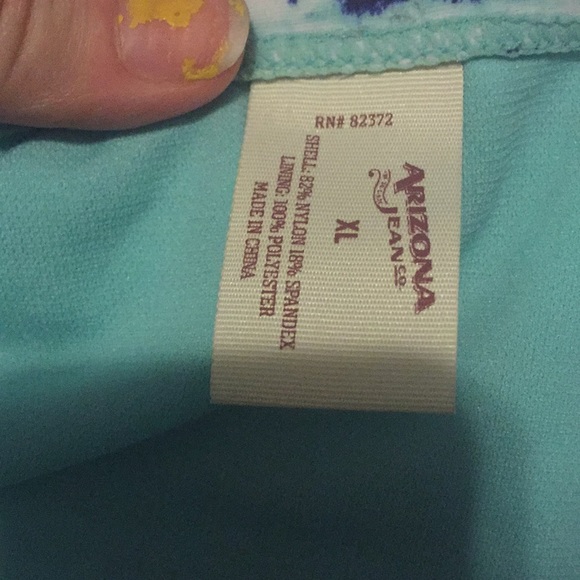 RN# 82372
ARIZONA
JEAN CO.
XL
SHELL: 82% NYLON 18% SPANDEX
LINING: 100% POLYESTER
MADE IN CHINA